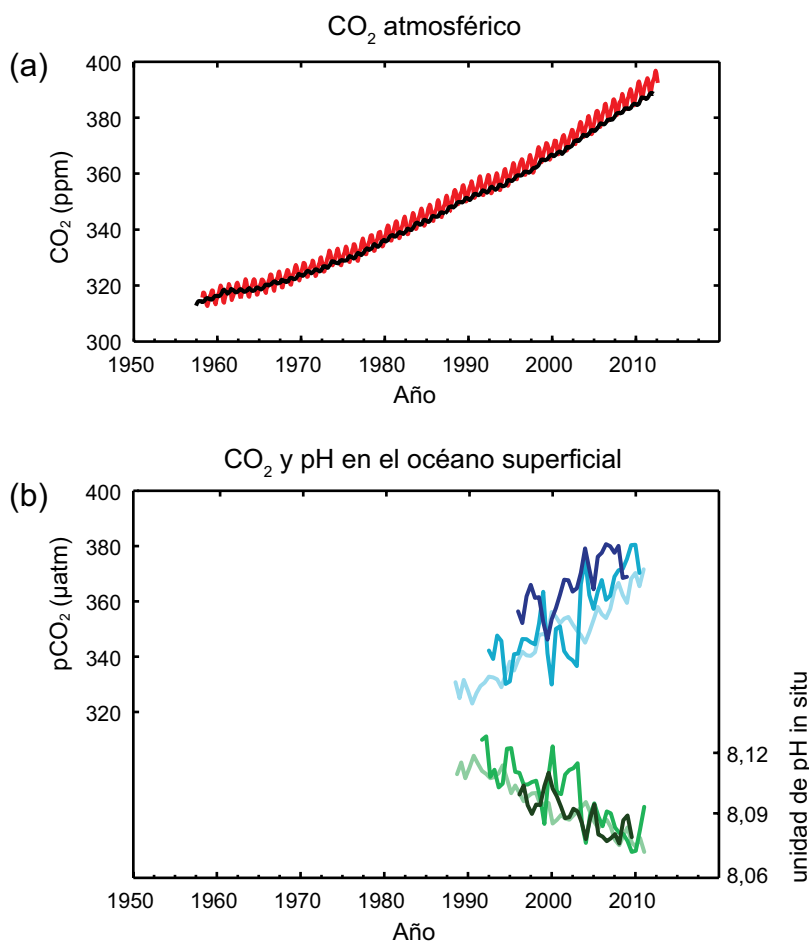 CO₂ atmosférico
(a)
CO₂ (ppm)
400
380
360
340
320
300
1950 1960 1970 1980 1990 2000 2010
Año
CO₂ y pH en el océano superficial
(b)
pCO₂ (µatm)
400
380
360
340
320
8,12
8,09
8,06
unidad de pH in situ
1950 1960 1970 1980 1990 2000 2010
Año